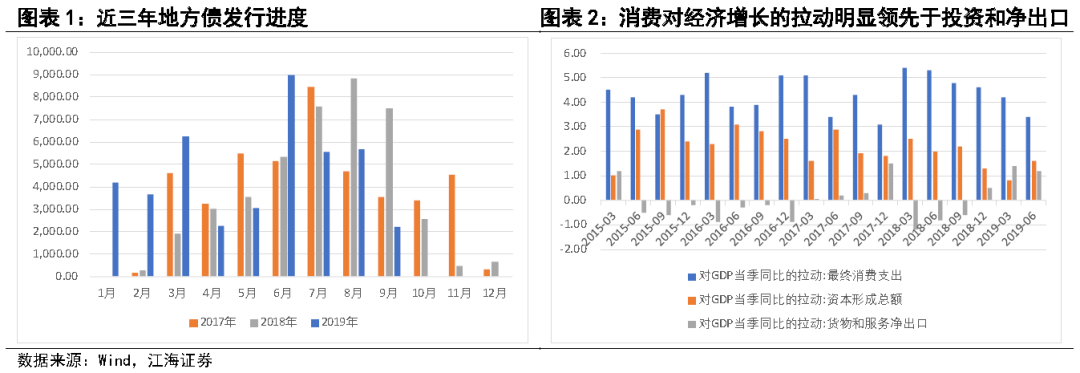 图表 1：近三年地方债发行进度
10,000.00
9,000.00
8,000.00
7,000.00
6,000.00
5,000.00
4,000.00
3,000.00
2,000.00
1,000.00
0.00
1月 2月 3月 4月 5月 6月 7月 8月 9月 10月 11月 12月
2017年 2018年 2019年
图表 2：消费对经济增长的拉动明显领先于投资和净出口
6.00
5.00
4.00
3.00
2.00
1.00
0.00
-1.00
-2.00
2015-03 2015-06 2015-09 2015-12 2016-03 2016-06 2016-09 2016-12 2017-03 2017-06 2017-09 2017-12 2018-03 2018-06 2018-09 2018-12 2019-03 2019-06
对GDP当季同比的拉动:最终消费支出
对GDP当季同比的拉动:资本形成总额
对GDP当季同比的拉动:货物和服务净出口
数据来源：Wind，江海证券